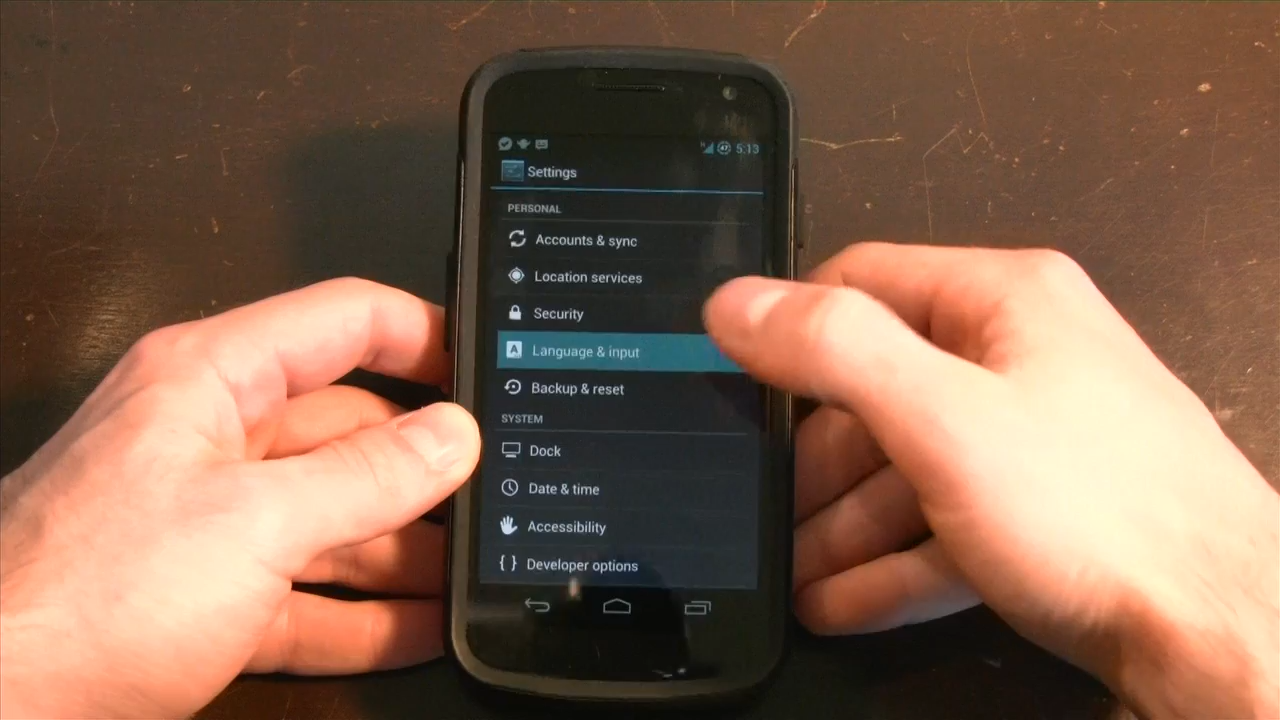 5:13
Settings
PERSONAL
Accounts & sync
Location services
Security
A Language & input
Backup & reset
SYSTEM
Dock
Date & time
Accessibility
{ } Developer options